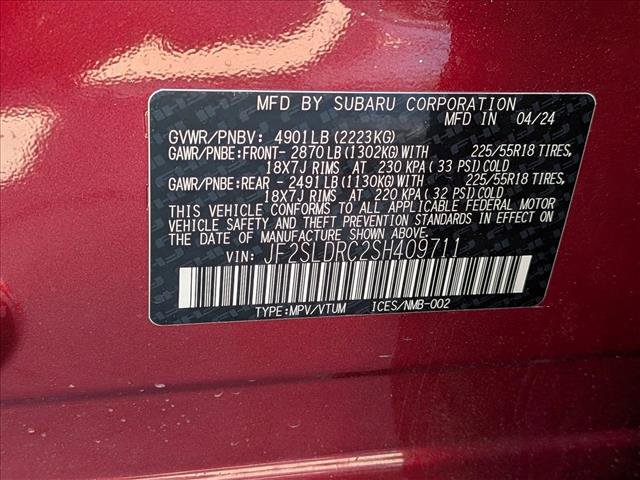 MFD BY SUBARU CORPORATION
MFD IN 04/24
GVWR/PNBV: 4901LB(2223KG)
GAWR/PNBE:FRONT- 2870LB(1302KG)WITH 225/55R18 TIRES,
18X7J RIMS AT 230 KPA(33 PSI)COLD
GAWR/PNBE:REAR - 2491LB(1130KG)WITH 225/55R18 TIRES,
18X7J RIMS AT 220 KPA(32 PSI)COLD
THIS VEHICLE CONFORMS TO ALL APPLICABLE FEDERAL MOTOR
VEHICLE SAFETY AND THEFT PREVENTION STANDARDS IN EFFECT ON
THE DATE OF MANUFACTURE SHOWN ABOVE.
VIN: JF2SLDRC2SH409711
TYPE:MPV/VTUM ICES/NMB-002